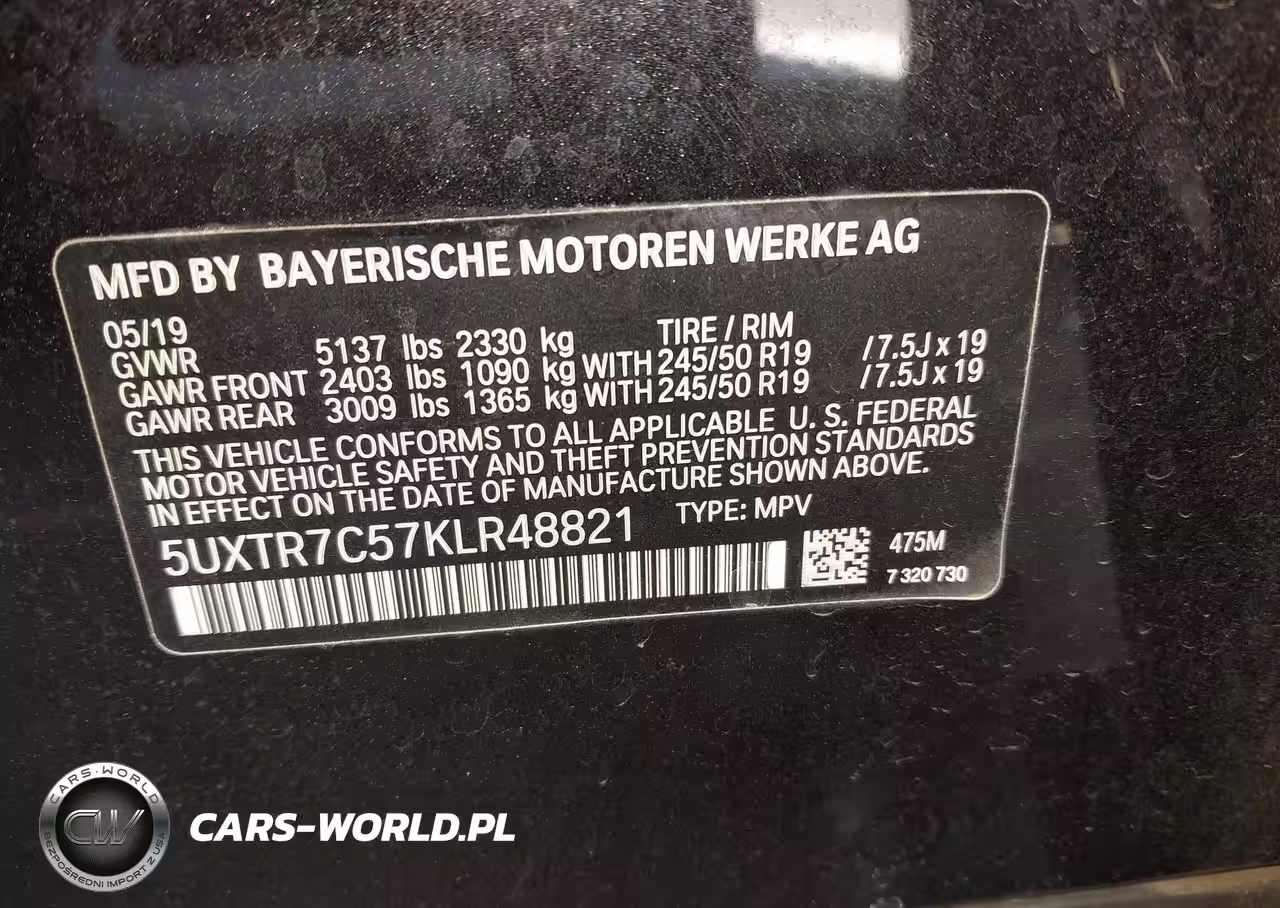 MFD BY BAYERISCHE MOTOREN WERKE AG
05/19 TIRE / RIM
GVWR 5137 lbs 2330 kg
GAWR FRONT 2403 lbs 1090 kg WITH 245/50 R19 / 7.5J x 19
GAWR REAR 3009 lbs 1365 kg WITH 245/50 R19 / 7.5J x 19
THIS VEHICLE CONFORMS TO ALL APPLICABLE U. S. FEDERAL
MOTOR VEHICLE SAFETY AND THEFT PREVENTION STANDARDS
IN EFFECT ON THE DATE OF MANUFACTURE SHOWN ABOVE.
5UXTR7C57KLR48821 TYPE: MPV
475M
7 320 730
CARS-WORLD
CW
BEZPOŚREDNI IMPORT Z USA
CARS-WORLD.PL